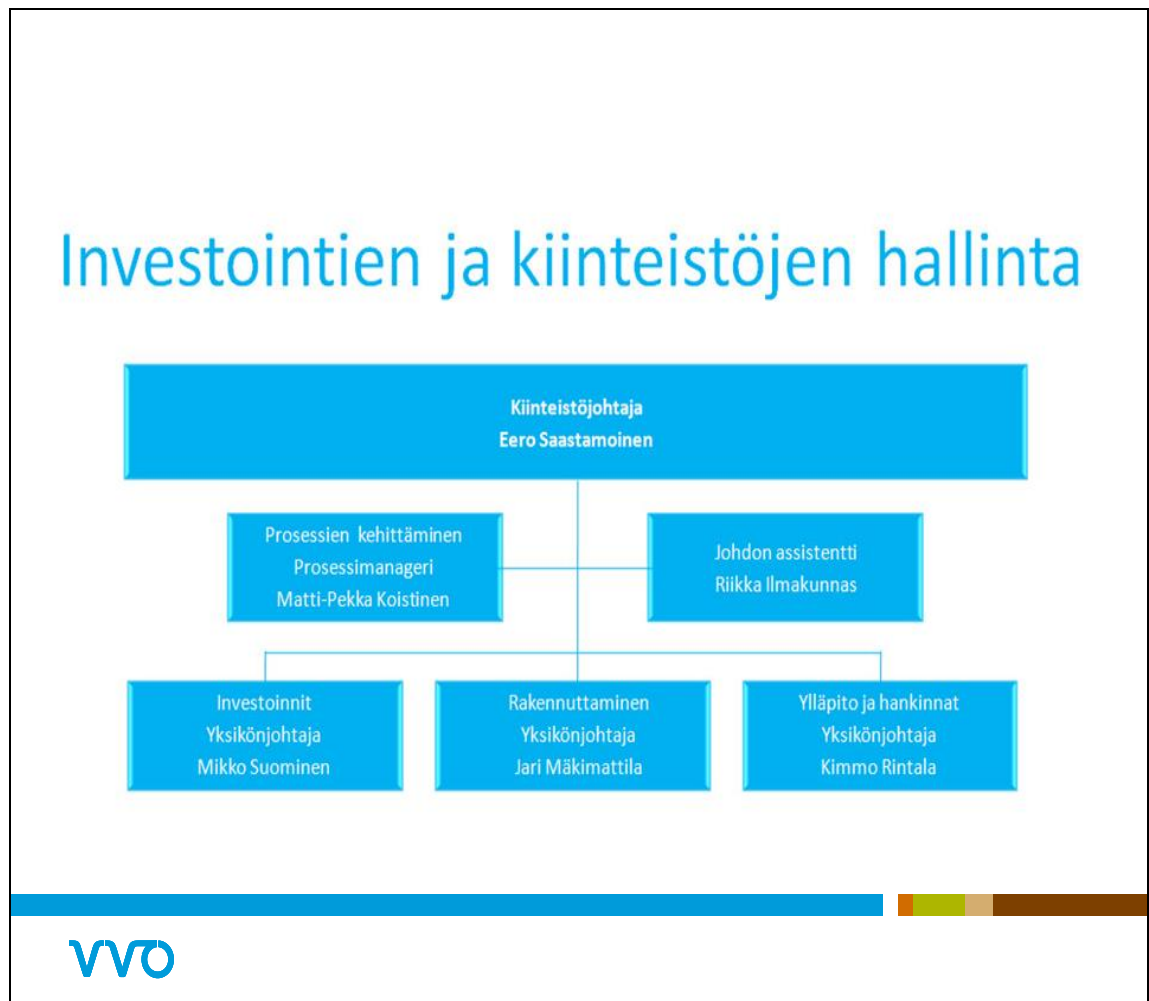 Investointien ja kiinteistöjen hallinta
Kiinteistöjohtaja
Eero Saastamoinen
Prosessien kehittäminen
Prosessimanageri
Matti-Pekka Koistinen
Johdon assistentti
Riikka Ilmakunnas
Investoinnit
Yksikönjohtaja
Mikko Suominen
Rakennuttaminen
Yksikönjohtaja
Jari Mäkimattila
Ylläpito ja hankinnat
Yksikönjohtaja
Kimmo Rintala
VVO